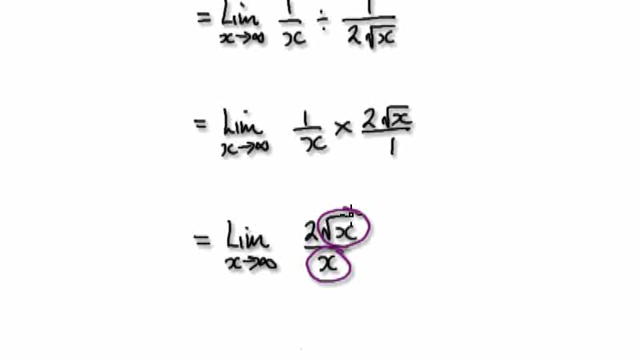 = Lim x→∞ 1/x ÷ 1/2√x
= Lim x→∞ 1/x × 2√x/1
= Lim x→∞ 2√x/x